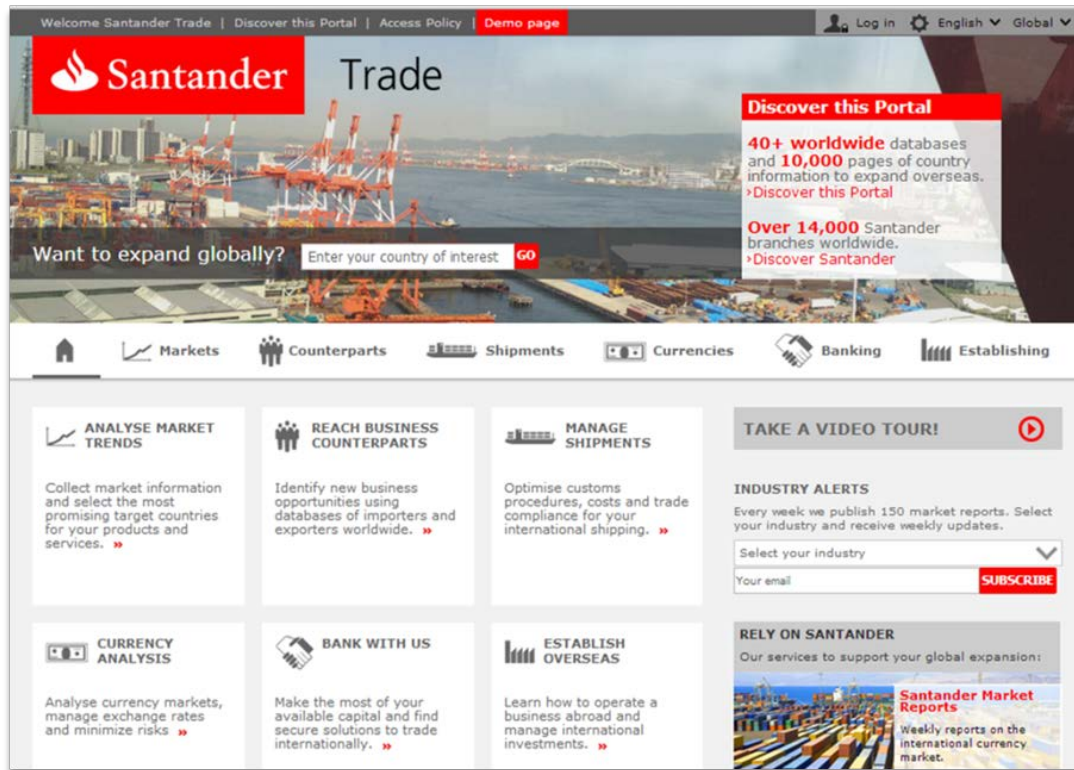 Welcome Santander Trade | Discover this Portal | Access Policy | Demo page
Log in English Global
Santander Trade
Discover this Portal
40+ worldwide databases
and 10,000 pages of country
information to expand overseas.
›Discover this Portal
Over 14,000 Santander
branches worldwide.
›Discover Santander
Want to expand globally? Enter your country of interest GO
Markets Counterparts Shipments Currencies Banking Establishing
ANALYSE MARKET
TRENDS
Collect market information
and select the most
promising target countries
for your products and
services. »
REACH BUSINESS
COUNTERPARTS
Identify new business
opportunities using
databases of importers and
exporters worldwide. »
MANAGE
SHIPMENTS
Optimise customs
procedures, costs and trade
compliance for your
international shipping. »
TAKE A VIDEO TOUR!
INDUSTRY ALERTS
Every week we publish 150 market reports. Select
your industry and receive weekly updates.
Select your industry
Your email SUBSCRIBE
CURRENCY
ANALYSIS
Analyse currency markets,
manage exchange rates
and minimize risks »
BANK WITH US
Make the most of your
available capital and find
secure solutions to trade
internationally. »
ESTABLISH
OVERSEAS
Learn how to operate a
business abroad and
manage international
investments. »
RELY ON SANTANDER
Our services to support your global expansion:
Santander Market
Reports
Weekly reports on the
international currency
market.